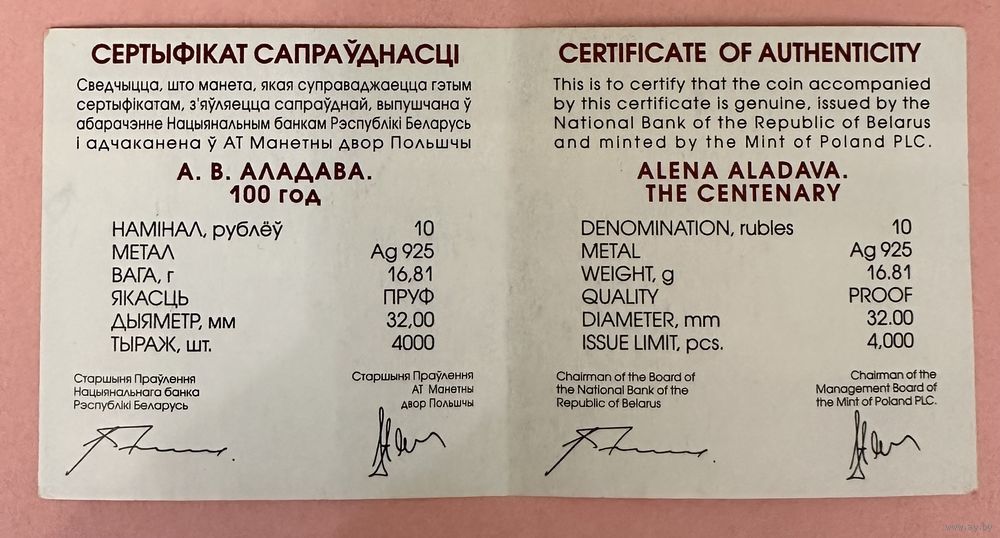 СЕРТЫФІКАТ САПРАЎДНАСЦІ
Сведчыцца, што манета, якая суправаджаецца гэтым
сертыфікатам, з'яўляецца сапраўднай, выпушчана ў
абарачэнне Нацыянальным банкам Рэспублікі Беларусь
і адчаканена ў АТ Манетны двор Польшчы
А. В. АЛАДАВА.
100 год
НАМІНАЛ, рублёў 10
МЕТАЛ Ag 925
ВАГА, г 16,81
ЯКАСЦЬ ПРУФ
ДЫЯМЕТР, мм 32,00
ТЫРАЖ, шт. 4000
Старшыня Праўлення
Нацыянальнага банка
Рэспублікі Беларусь
Старшыня Праўлення
АТ Манетны
двор Польшчы
CERTIFICATE OF AUTHENTICITY
This is to certify that the coin accompanied
by this certificate is genuine, issued by the
National Bank of the Republic of Belarus
and minted by the Mint of Poland PLC.
ALENA ALADAVA.
THE CENTENARY
DENOMINATION, rubles 10
METAL Ag 925
WEIGHT, g 16.81
QUALITY PROOF
DIAMETER, mm 32.00
ISSUE LIMIT, pcs. 4,000
Chairman of the Board of
the National Bank of the
Republic of Belarus
Chairman of the
Management Board of
the Mint of Poland PLC.
www.ay.by